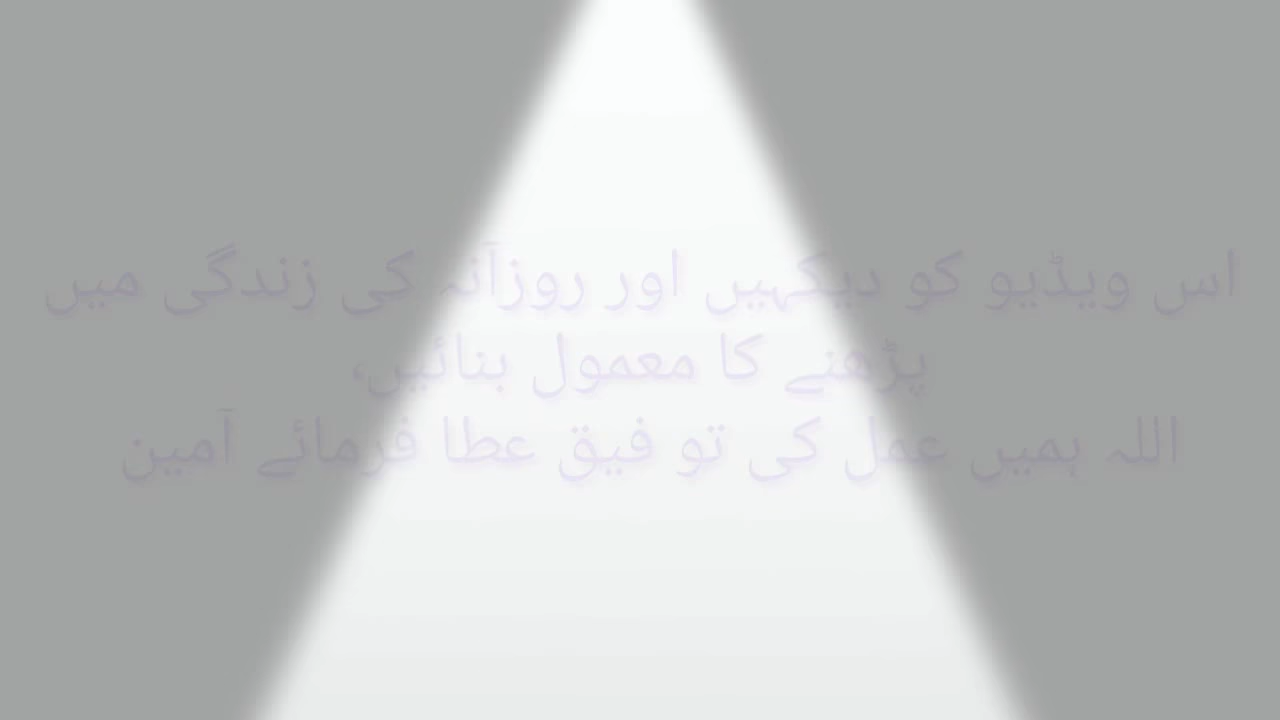 اس ویڈیو کو دیکہیں اور روزآنہ کی زندگی میں
پڑھنے کا معمول بنائیں،
اللہ ہمیں عمل کی تو فیق عطا فرمائے آمین